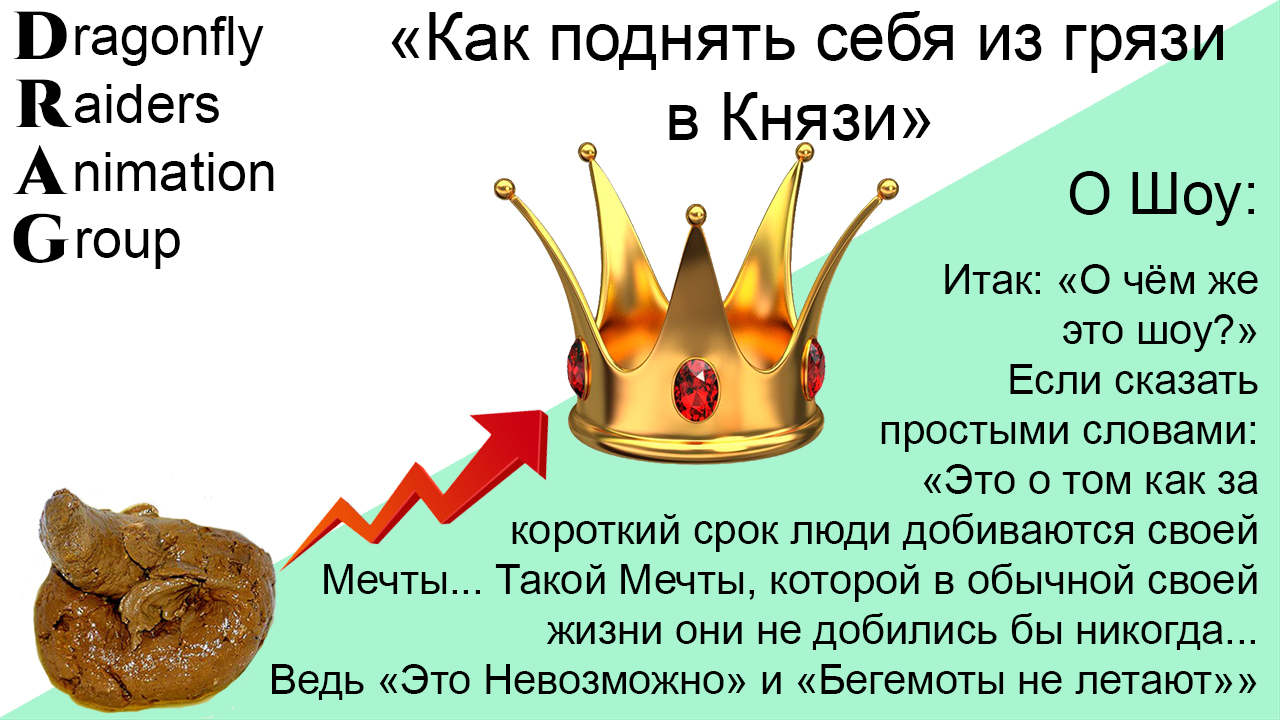 Dragonfly
Raiders
Animation
Group
«Как поднять себя из грязи
в Князи»
О Шоу:
Итак: «О чём же
это шоу?»
Если сказать
простыми словами:
«Это о том как за
короткий срок люди добиваются своей
Мечты... Такой Мечты, которой в обычной своей
жизни они не добились бы никогда...
Ведь «Это Невозможно» и «Бегемоты не летают»»